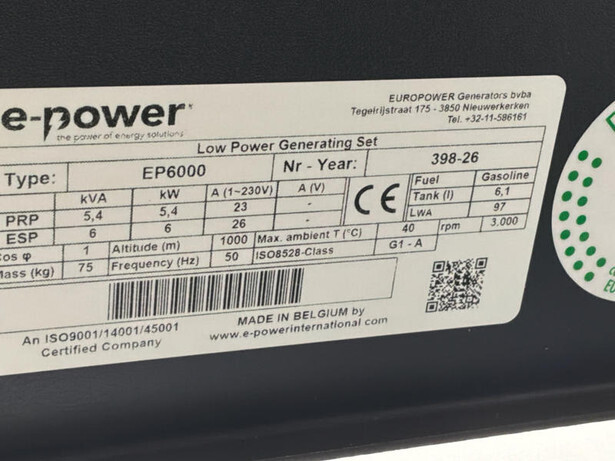 e-power
the power of energy solutions
EUROPOWER Generators bvba
Tegelrijstraat 175 - 3850 Nieuwerkerken
Tel. +32-11-586161
Low Power Generating Set
Type: EP6000 Nr - Year: 398-26
kVA kW A (1~230V) A (V) CE Fuel Gasoline
PRP 5,4 5,4 23 - Tank (l) 6,1
ESP 6 6 26 - LWA 97
Cos φ 1 Altitude (m) 1000 Max. ambient T (°C) 40 rpm 3.000
Mass (kg) 75 Frequency (Hz) 50 ISO8528-Class G1 - A
An ISO9001/14001/45001
Certified Company
MADE IN BELGIUM by
www.e-powerinternational.com